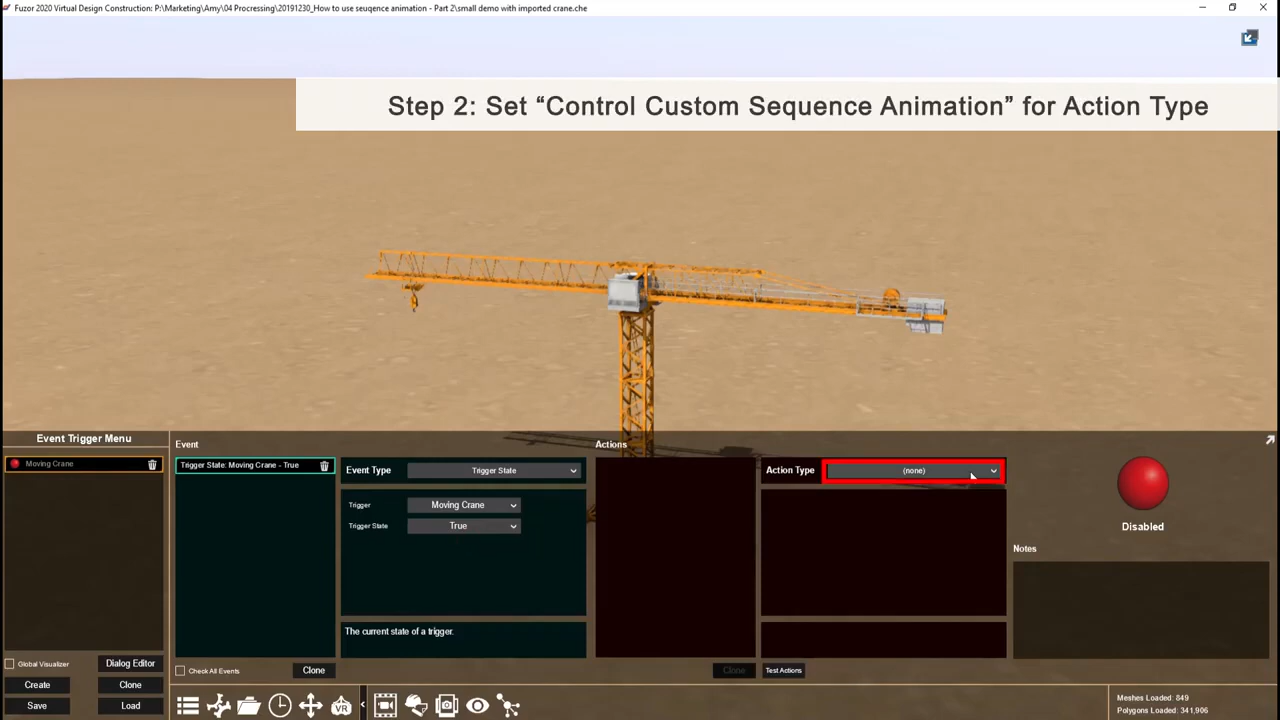 Fuzor 2020 Virtual Design Construction: P:\Marketing\Amy\04 Procressing\20191230_How to use seuqence animation - Part 2\small demo with imported crane.che
Step 2: Set “Control Custom Sequence Animation” for Action Type
Event Trigger Menu
Moving Crane
Global Visualizer
Dialog Editor
Create
Clone
Save
Load
Event
Trigger State: Moving Crane - True
Check All Events
Clone
Event Type
Trigger State
Trigger
Moving Crane
Trigger State
True
The current state of a trigger.
Actions
Clone
Action Type
(none)
Test Actions
Disabled
Notes
VR
Meshes Loaded: 849
Polygons Loaded: 341,906